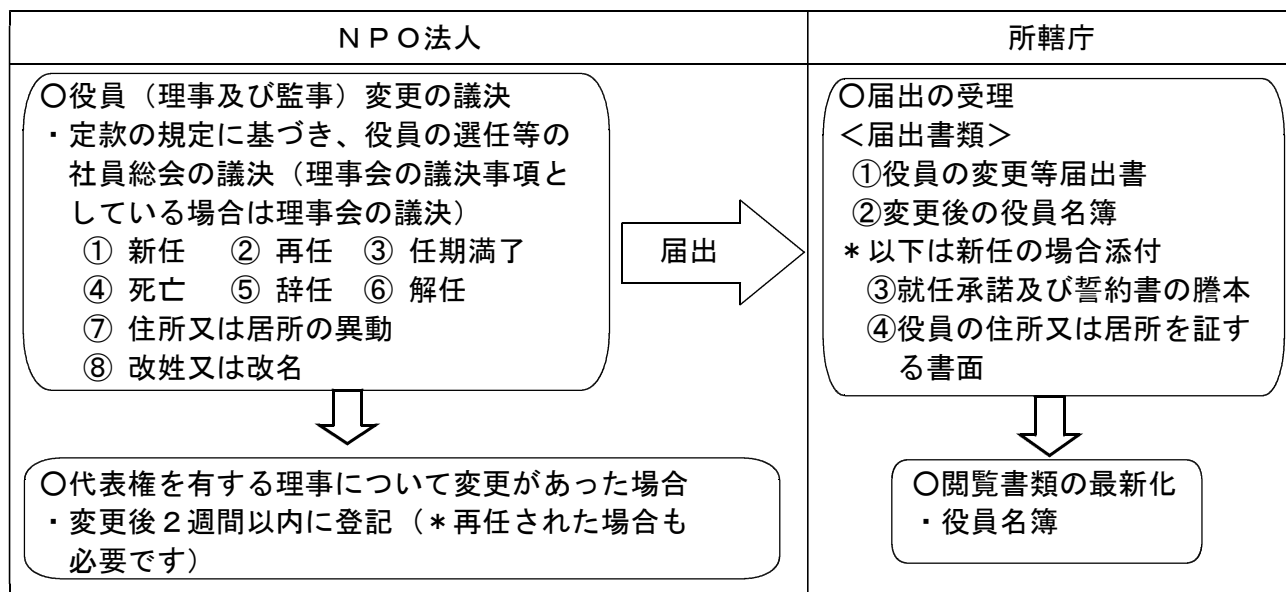 ＮＰＯ法人
○役員（理事及び監事）変更の議決
・定款の規定に基づき、役員の選任等の
社員総会の議決（理事会の議決事項と
している場合は理事会の議決）
① 新任　② 再任　③ 任期満了
④ 死亡　⑤ 辞任　⑥ 解任
⑦ 住所又は居所の異動
⑧ 改姓又は改名
○代表権を有する理事について変更があった場合
・変更後２週間以内に登記（＊再任された場合も
必要です）
届出
所轄庁
○届出の受理
＜届出書類＞
①役員の変更等届出書
②変更後の役員名簿
＊以下は新任の場合添付
③就任承諾及び誓約書の謄本
④役員の住所又は居所を証す
る書面
○閲覧書類の最新化
・役員名簿